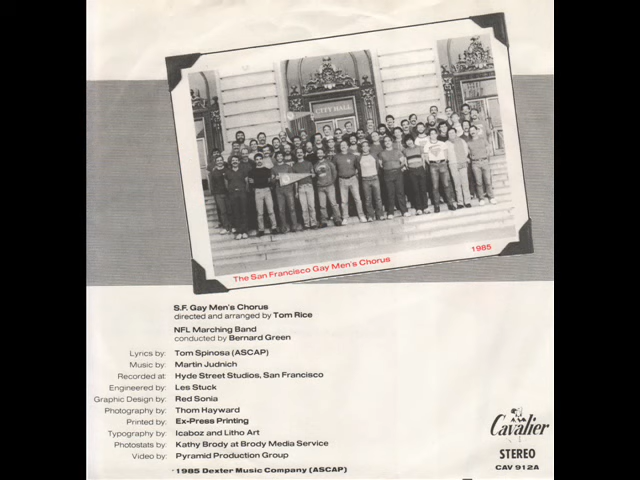 CITY HALL
The San Francisco Gay Men's Chorus
1985
S.F. Gay Men's Chorus
directed and arranged by Tom Rice
NFL Marching Band
conducted by Bernard Green
Lyrics by: Tom Spinosa (ASCAP)
Music by: Martin Judnich
Recorded at: Hyde Street Studios, San Francisco
Engineered by: Les Stuck
Graphic Design by: Red Sonia
Photography by: Thom Hayward
Printed by: Ex-Press Printing
Typography by: Icaboz and Litho Art
Photostats by: Kathy Brody at Brody Media Service
Video by: Pyramid Production Group
1985 Dexter Music Company (ASCAP)
Cavalier
STEREO
CAV 912A